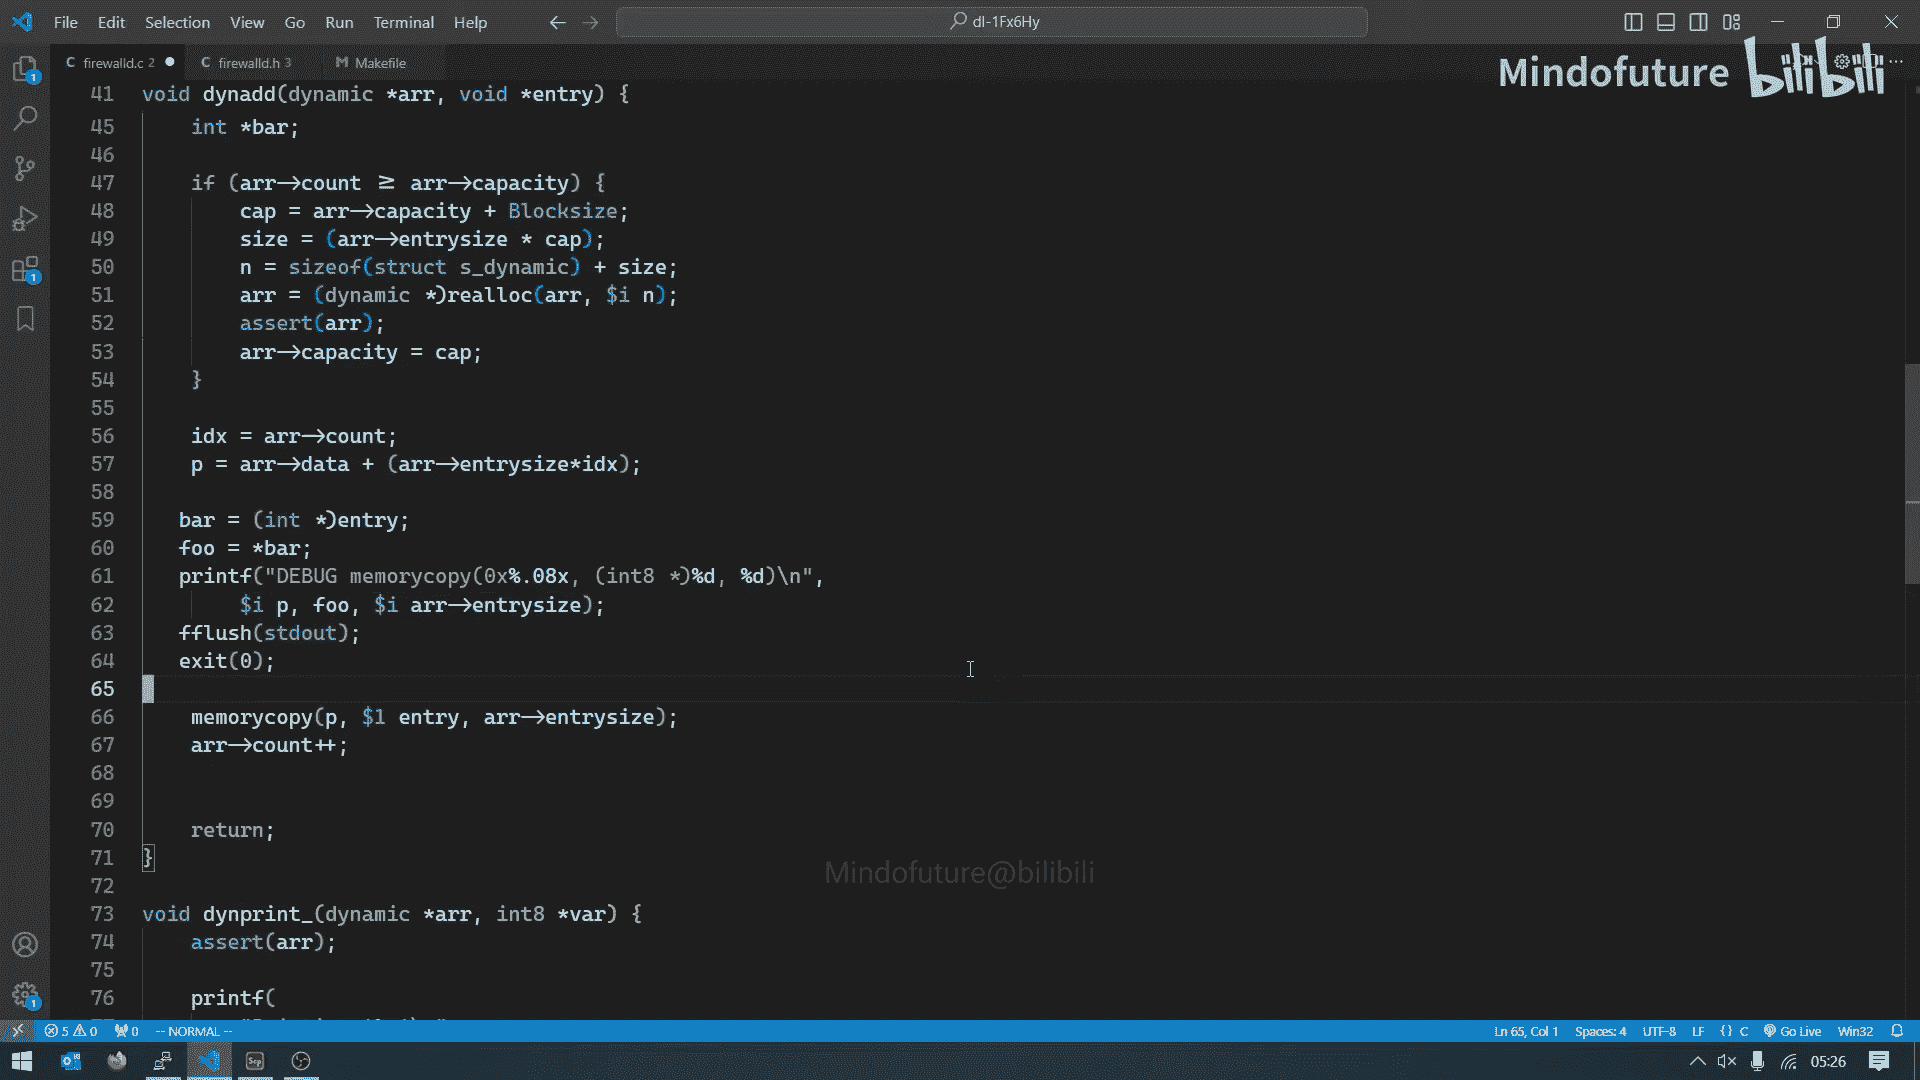 File Edit Selection View Go Run Terminal Help dl-1Fx6Hy
Mindofuture bilibili
C firewalld.c 2 C firewalld.h 3 M Makefile
41 void dynadd(dynamic *arr, void *entry) {
45 int *bar;
46
47 if (arr→count ≥ arr→capacity) {
48 cap = arr→capacity + Blocksize;
49 size = (arr→entrysize * cap);
50 n = sizeof(struct s_dynamic) + size;
51 arr = (dynamic *)realloc(arr, $i n);
52 assert(arr);
53 arr→capacity = cap;
54 }
55
56 idx = arr→count;
57 p = arr→data + (arr→entrysize*idx);
58
59 bar = (int *)entry;
60 foo = *bar;
61 printf("DEBUG memorycopy(0x%.08x, (int8 *)%d, %d)\n",
62 $i p, foo, $i arr→entrysize);
63 fflush(stdout);
64 exit(0);
65
66 memorycopy(p, $1 entry, arr→entrysize);
67 arr→count++;
68
69
70 return;
71 }
72
Mindofuture@bilibili
73 void dynprint_(dynamic *arr, int8 *var) {
74 assert(arr);
75
76 printf(
5 0 0 -- NORMAL -- Ln 65, Col 1 Spaces: 4 UTF-8 LF {} C Go Live Win32
05:26